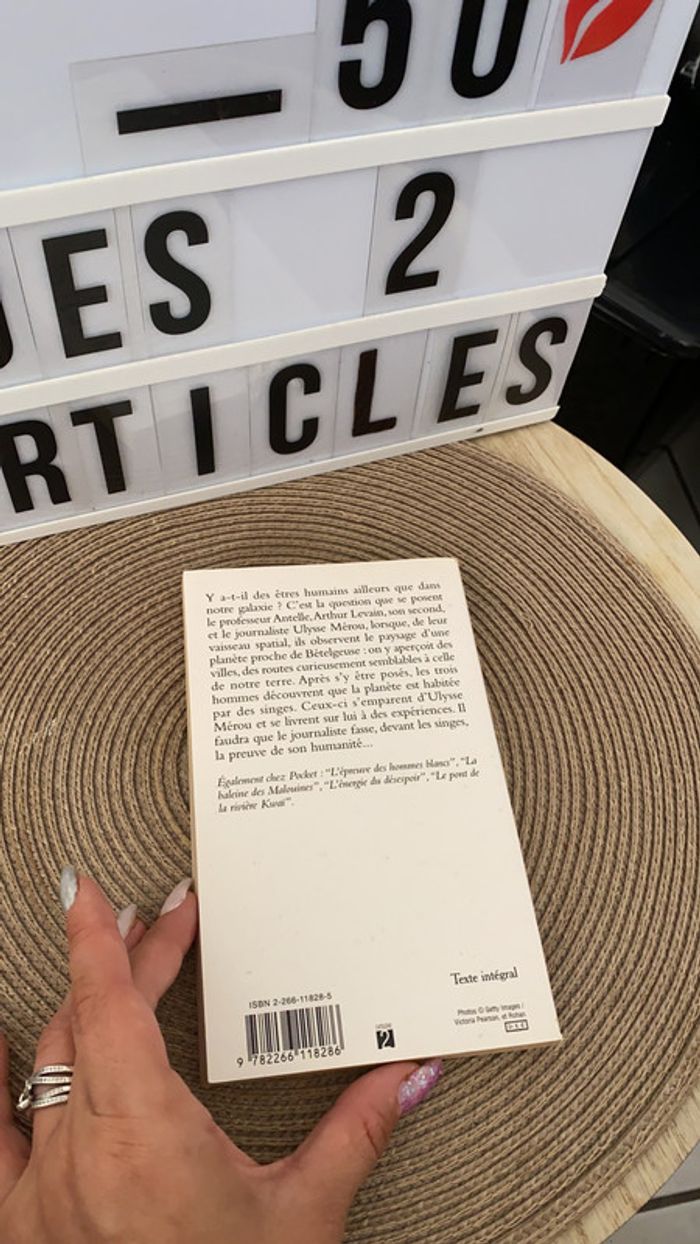 — 50
ES 2
RTICLES
Y a-t-il des êtres humains ailleurs que dans
notre galaxie ? C'est la question que se posent
le professeur Antelle, Arthur Levain, son second,
et le journaliste Ulysse Mérou, lorsque, de leur
vaisseau spatial, ils observent le paysage d'une
planète proche de Bételgeuse : on y aperçoit des
villes, des routes curieusement semblables à celle
de notre terre. Après s'y être posés, les trois
hommes découvrent que la planète est habitée
par des singes. Ceux-ci s'emparent d'Ulysse
Mérou et se livrent sur lui à des expériences. Il
faudra que le journaliste fasse, devant les singes,
la preuve de son humanité...
Également chez Pocket : "L'épreuve des hommes blancs", "La
baleine des Malouines", "L'énergie du désespoir", "Le pont de
la rivière Kwaï".
Texte intégral
ISBN 2-266-11828-5
9 782266 118286
2
Photos © Getty Images /
Victoria Pearson, et Rohan